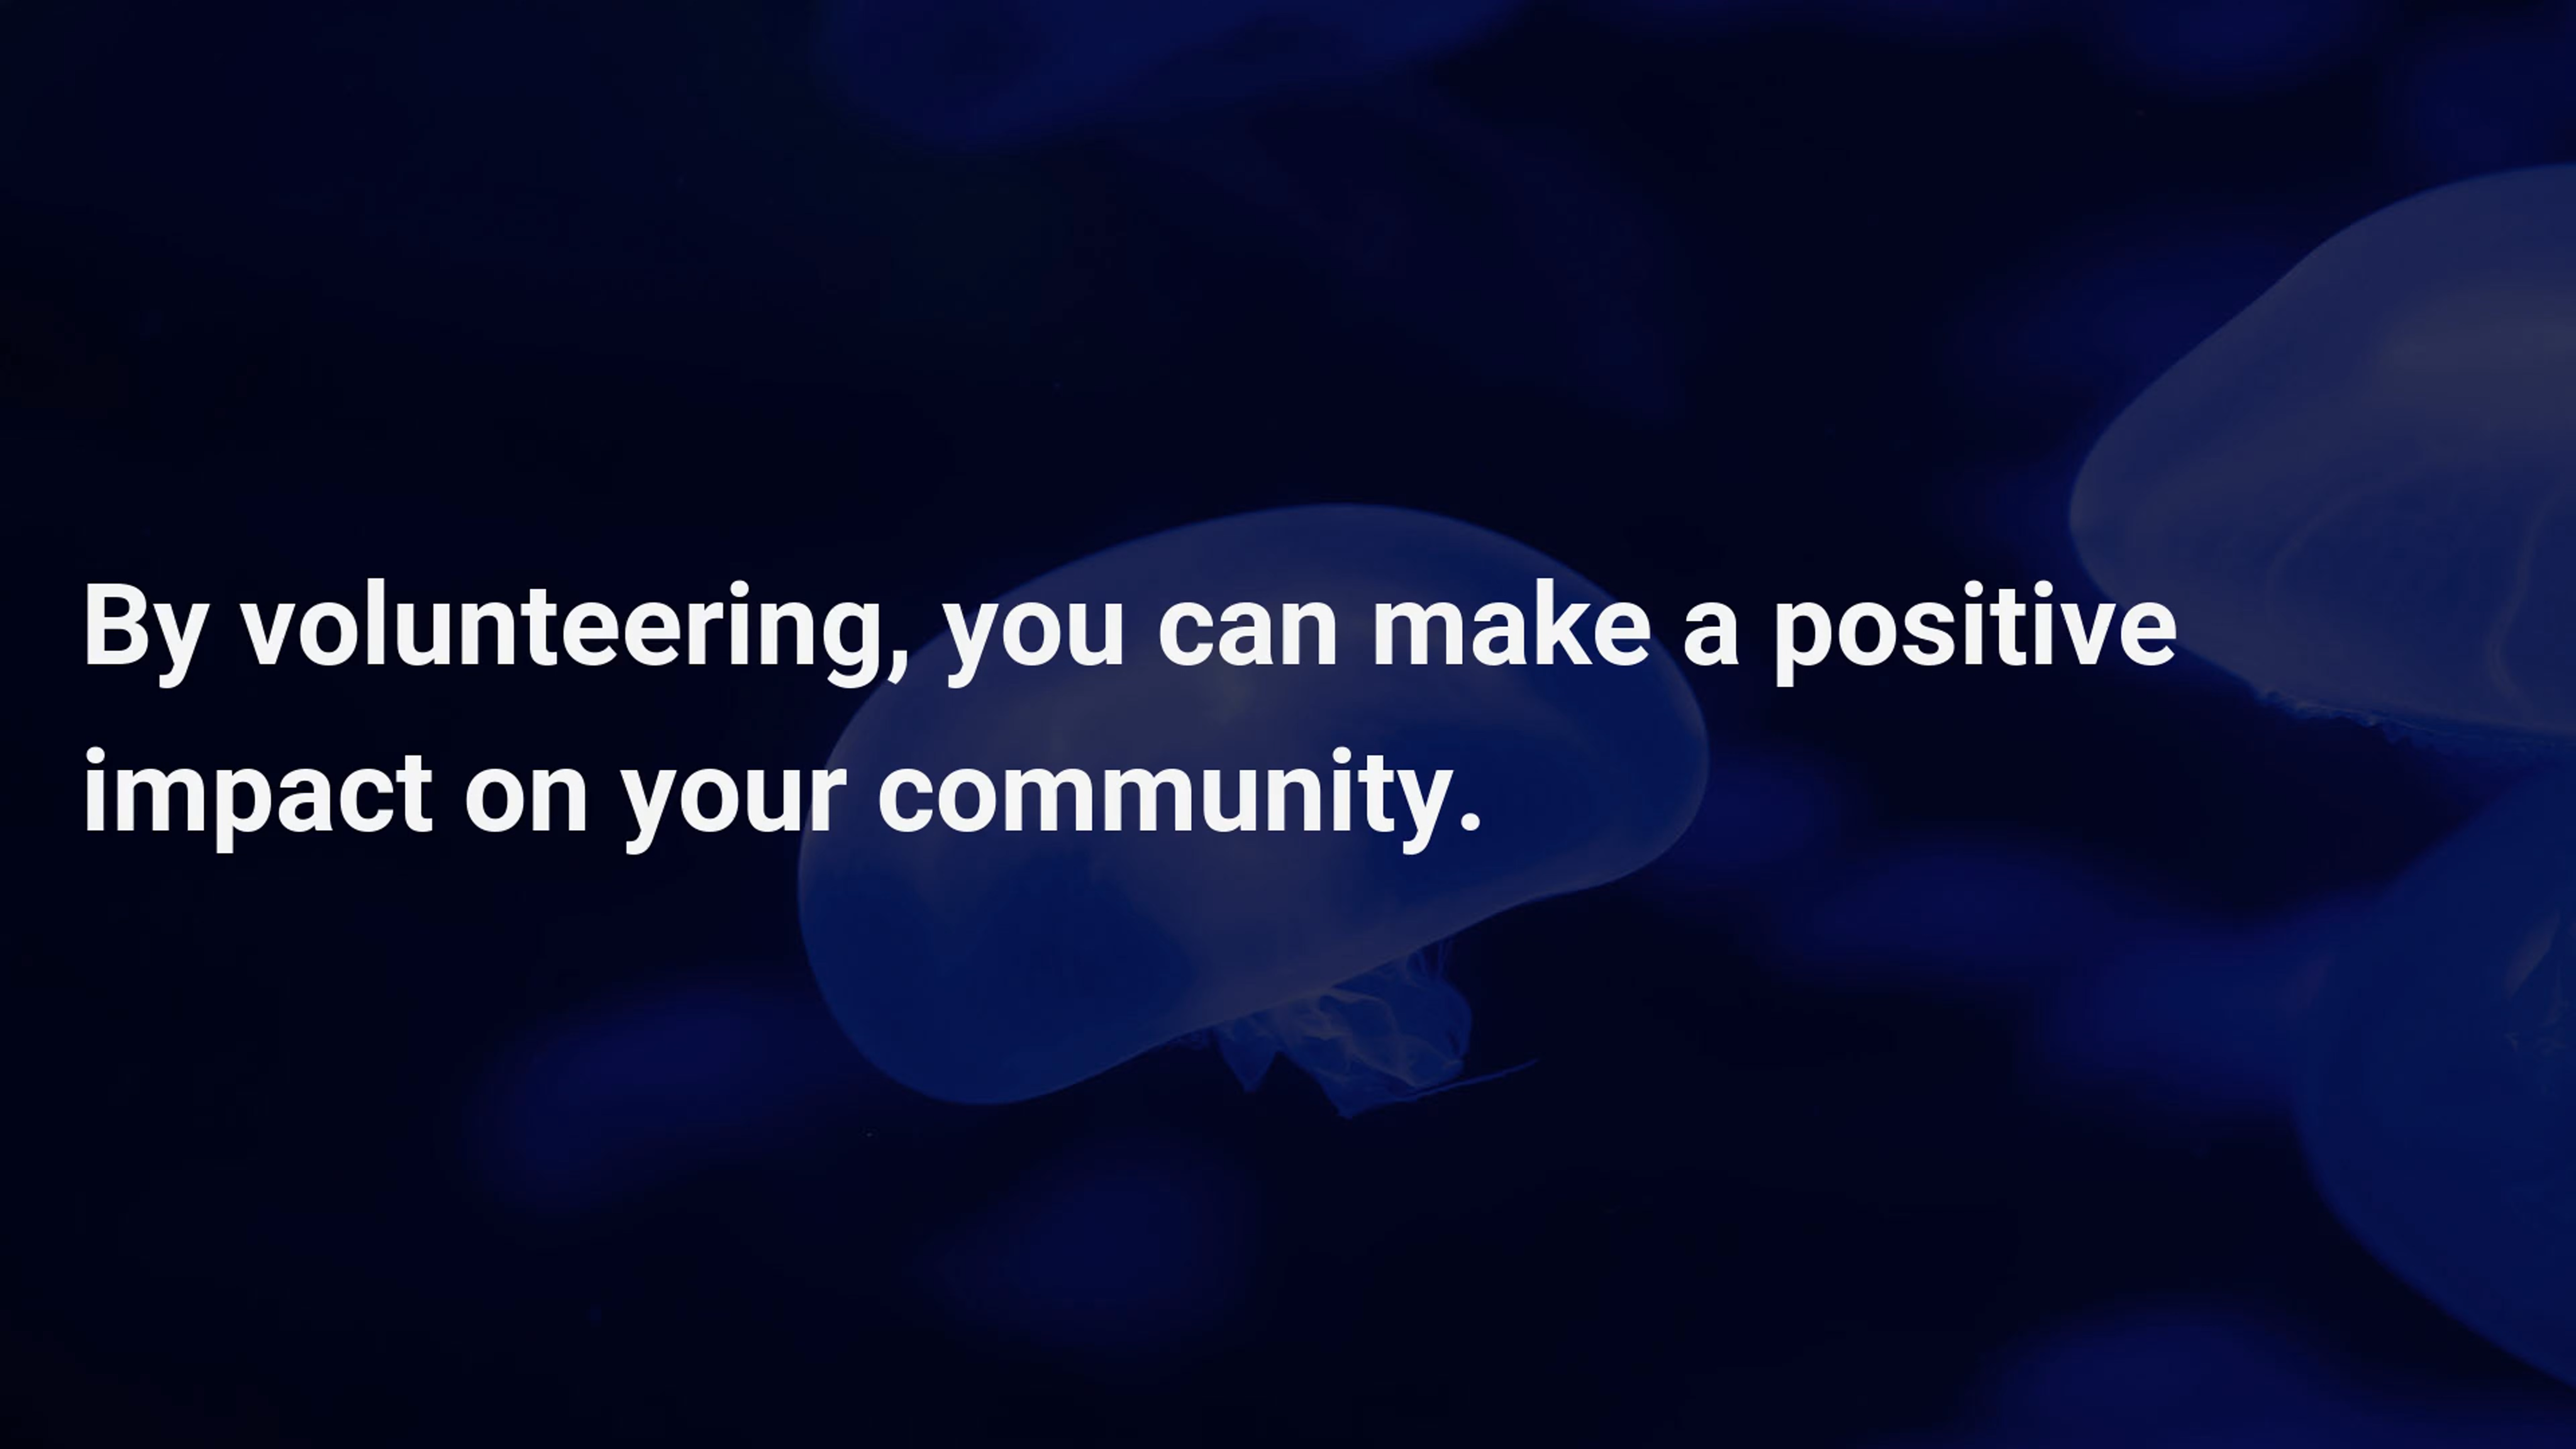 By volunteering, you can make a positive
impact on your community.